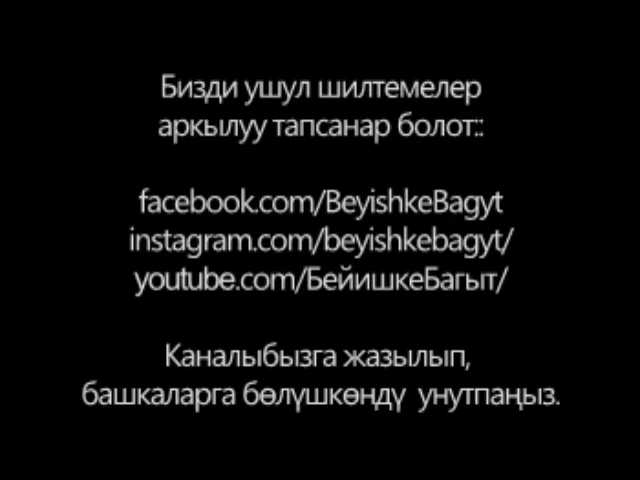 Бизди ушул шилтемелер
аркылуу тапсанар болот::
facebook.com/BeyishkeBagyt
instagram.com/beyishkebagyt/
youtube.com/БейишкеБагыт/
Каналыбызга жазылып,
башкаларга бөлүшкөндү унутпаңыз.